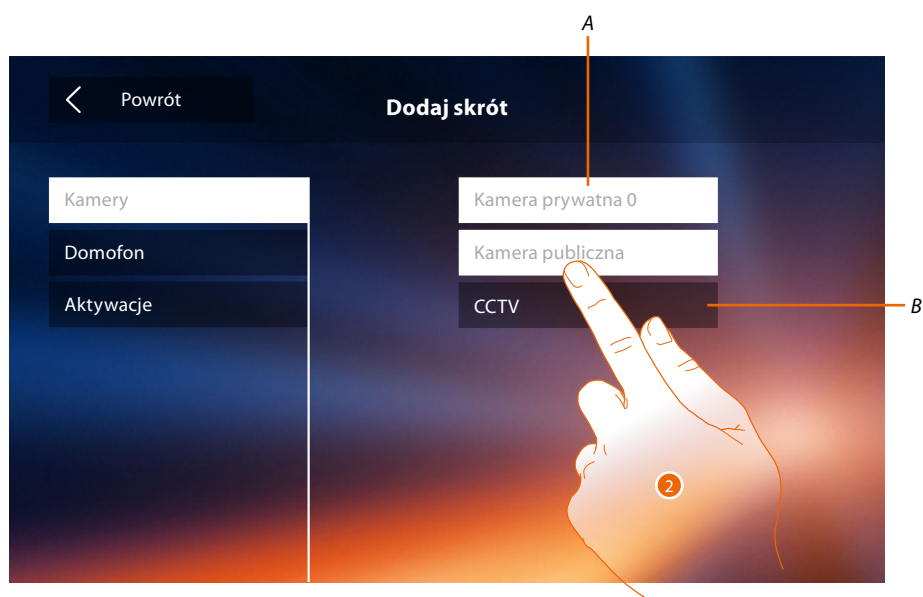 A
Powrót
Dodaj skrót
Kamery
Kamera prywatna 0
Domofon
Kamera publiczna
Aktywacje
CCTV
B
2